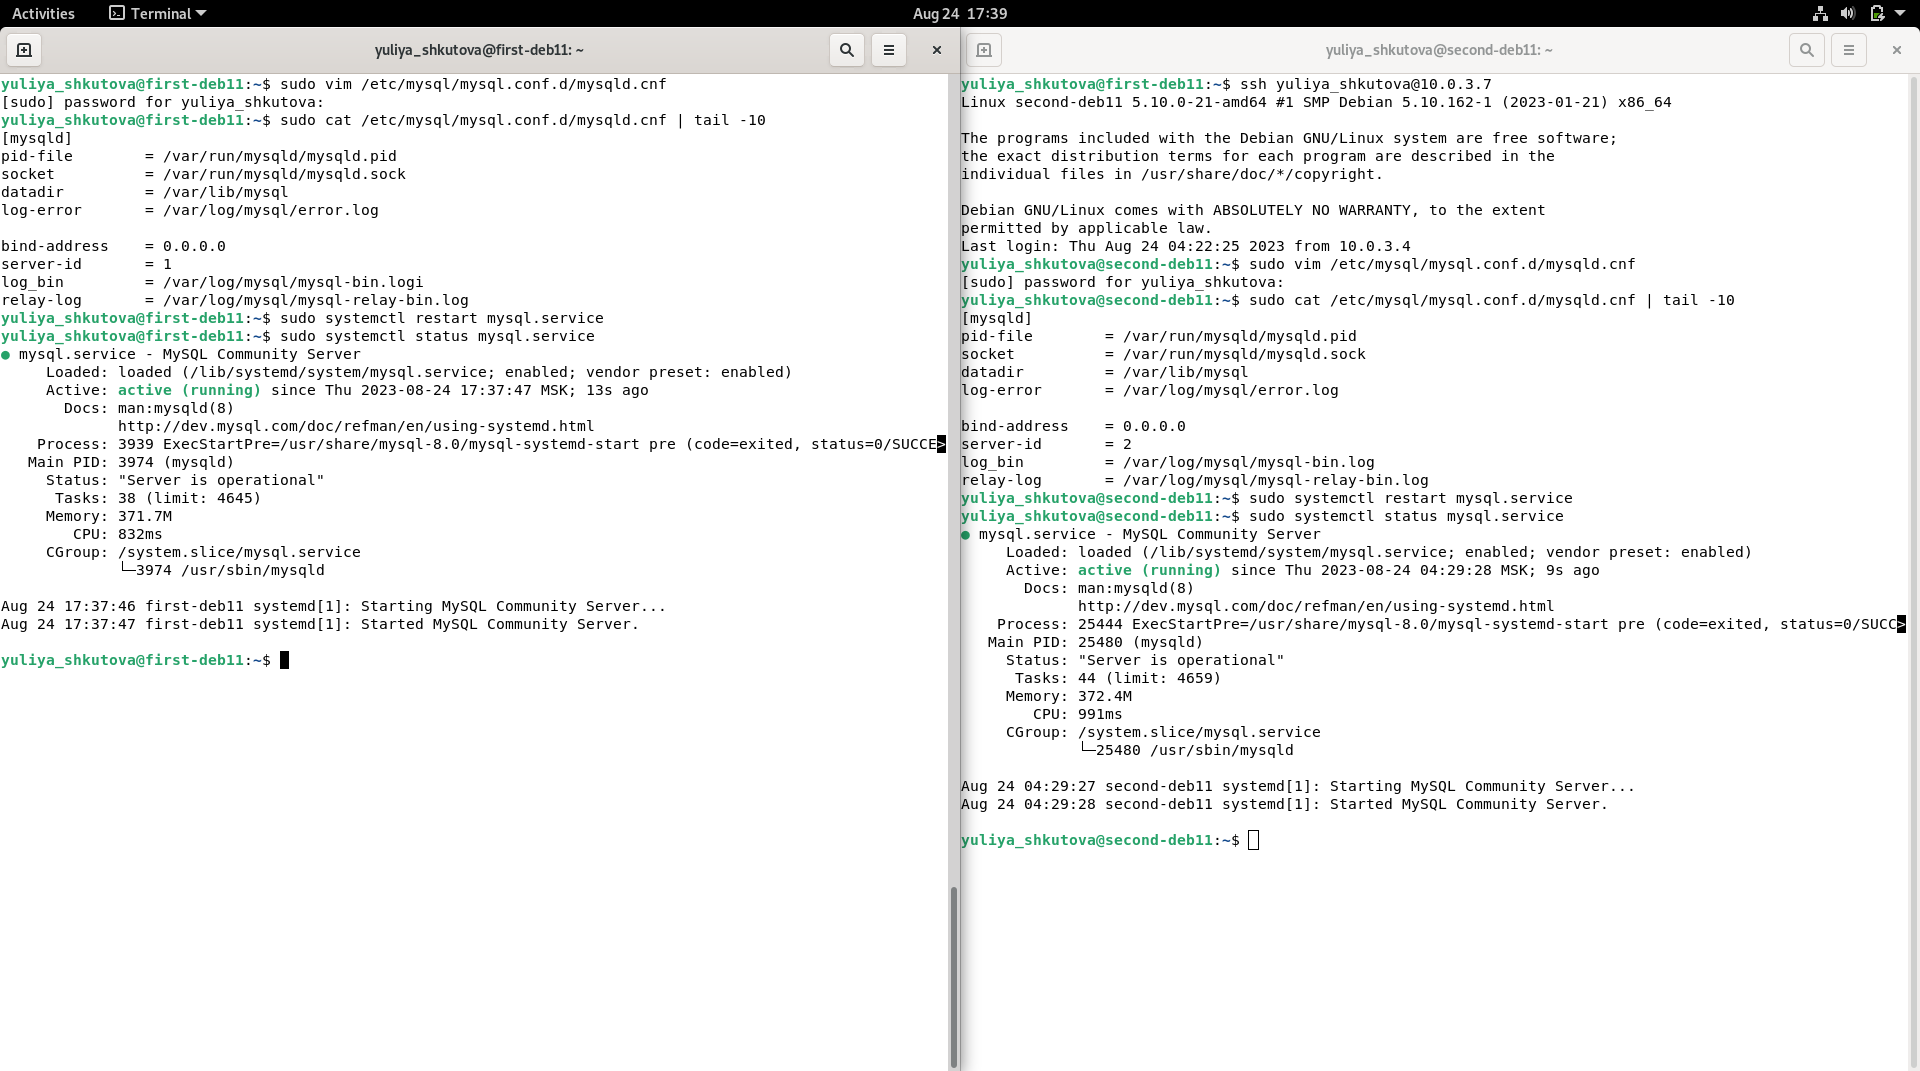 Activities Terminal Aug 24 17:39
yuliya_shkutova@first-deb11: ~
yuliya_shkutova@first-deb11:~$ sudo vim /etc/mysql/mysql.conf.d/mysqld.cnf
[sudo] password for yuliya_shkutova:
yuliya_shkutova@first-deb11:~$ sudo cat /etc/mysql/mysql.conf.d/mysqld.cnf | tail -10
[mysqld]
pid-file        = /var/run/mysqld/mysqld.pid
socket          = /var/run/mysqld/mysqld.sock
datadir         = /var/lib/mysql
log-error       = /var/log/mysql/error.log

bind-address    = 0.0.0.0
server-id       = 1
log_bin         = /var/log/mysql/mysql-bin.logi
relay-log       = /var/log/mysql/mysql-relay-bin.log
yuliya_shkutova@first-deb11:~$ sudo systemctl restart mysql.service
yuliya_shkutova@first-deb11:~$ sudo systemctl status mysql.service
● mysql.service - MySQL Community Server
     Loaded: loaded (/lib/systemd/system/mysql.service; enabled; vendor preset: enabled)
     Active: active (running) since Thu 2023-08-24 17:37:47 MSK; 13s ago
       Docs: man:mysqld(8)
             http://dev.mysql.com/doc/refman/en/using-systemd.html
    Process: 3939 ExecStartPre=/usr/share/mysql-8.0/mysql-systemd-start pre (code=exited, status=0/SUCCE>
   Main PID: 3974 (mysqld)
     Status: "Server is operational"
      Tasks: 38 (limit: 4645)
     Memory: 371.7M
        CPU: 832ms
     CGroup: /system.slice/mysql.service
             └─3974 /usr/sbin/mysqld

Aug 24 17:37:46 first-deb11 systemd[1]: Starting MySQL Community Server...
Aug 24 17:37:47 first-deb11 systemd[1]: Started MySQL Community Server.

yuliya_shkutova@first-deb11:~$
yuliya_shkutova@second-deb11: ~
yuliya_shkutova@first-deb11:~$ ssh yuliya_shkutova@10.0.3.7
Linux second-deb11 5.10.0-21-amd64 #1 SMP Debian 5.10.162-1 (2023-01-21) x86_64

The programs included with the Debian GNU/Linux system are free software;
the exact distribution terms for each program are described in the
individual files in /usr/share/doc/*/copyright.

Debian GNU/Linux comes with ABSOLUTELY NO WARRANTY, to the extent
permitted by applicable law.
Last login: Thu Aug 24 04:22:25 2023 from 10.0.3.4
yuliya_shkutova@second-deb11:~$ sudo vim /etc/mysql/mysql.conf.d/mysqld.cnf
[sudo] password for yuliya_shkutova:
yuliya_shkutova@second-deb11:~$ sudo cat /etc/mysql/mysql.conf.d/mysqld.cnf | tail -10
[mysqld]
pid-file        = /var/run/mysqld/mysqld.pid
socket          = /var/run/mysqld/mysqld.sock
datadir         = /var/lib/mysql
log-error       = /var/log/mysql/error.log

bind-address    = 0.0.0.0
server-id       = 2
log_bin         = /var/log/mysql/mysql-bin.log
relay-log       = /var/log/mysql/mysql-relay-bin.log
yuliya_shkutova@second-deb11:~$ sudo systemctl restart mysql.service
yuliya_shkutova@second-deb11:~$ sudo systemctl status mysql.service
● mysql.service - MySQL Community Server
     Loaded: loaded (/lib/systemd/system/mysql.service; enabled; vendor preset: enabled)
     Active: active (running) since Thu 2023-08-24 04:29:28 MSK; 9s ago
       Docs: man:mysqld(8)
             http://dev.mysql.com/doc/refman/en/using-systemd.html
    Process: 25444 ExecStartPre=/usr/share/mysql-8.0/mysql-systemd-start pre (code=exited, status=0/SUCC>
   Main PID: 25480 (mysqld)
     Status: "Server is operational"
      Tasks: 44 (limit: 4659)
     Memory: 372.4M
        CPU: 991ms
     CGroup: /system.slice/mysql.service
             └─25480 /usr/sbin/mysqld

Aug 24 04:29:27 second-deb11 systemd[1]: Starting MySQL Community Server...
Aug 24 04:29:28 second-deb11 systemd[1]: Started MySQL Community Server.

yuliya_shkutova@second-deb11:~$